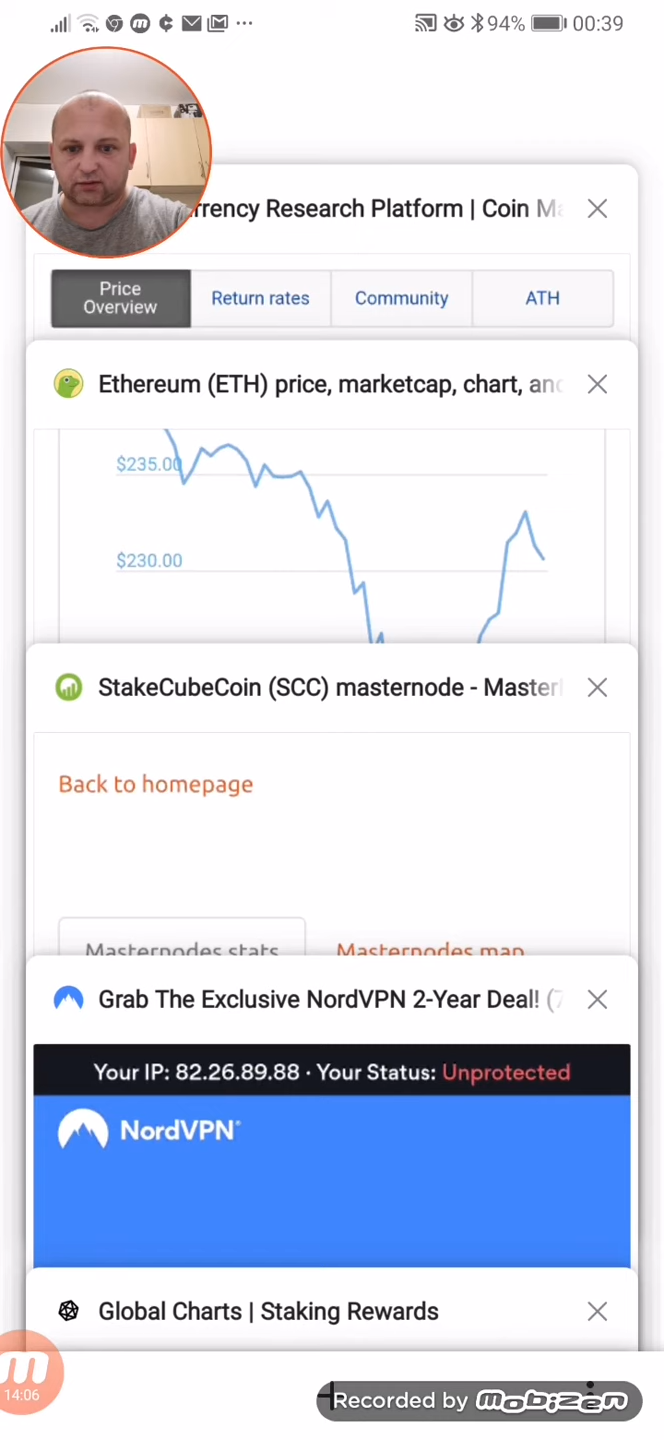 94% 00:39
rrency Research Platform | Coin Ma
Price Overview
Return rates
Community
ATH
Ethereum (ETH) price, marketcap, chart, and
$235.00
$230.00
StakeCubeCoin (SCC) masternode - Master
Back to homepage
Masternodes stats
Masternodes map
Grab The Exclusive NordVPN 2-Year Deal! (7
Your IP: 82.26.89.88 · Your Status: Unprotected
NordVPN®
Global Charts | Staking Rewards
14:06
Recorded by mobizen